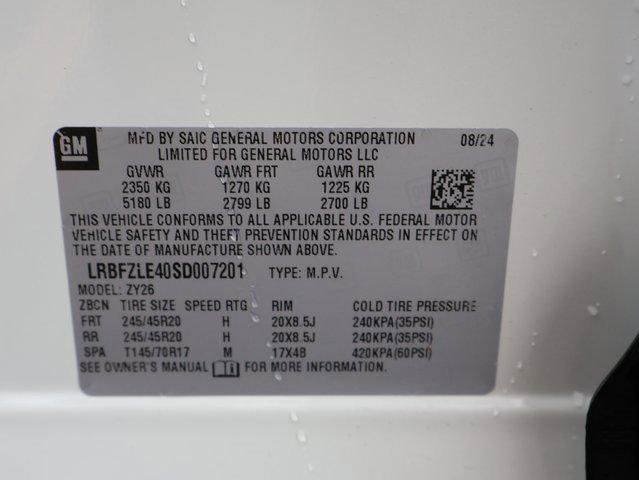 GM
MFD BY SAIC GENERAL MOTORS CORPORATION 08/24
LIMITED FOR GENERAL MOTORS LLC
GVWR GAWR FRT GAWR RR
2350 KG 1270 KG 1225 KG
5180 LB 2799 LB 2700 LB
THIS VEHICLE CONFORMS TO ALL APPLICABLE U.S. FEDERAL MOTOR
VEHICLE SAFETY AND THEFT PREVENTION STANDARDS IN EFFECT ON
THE DATE OF MANUFACTURE SHOWN ABOVE.
LRBFZLE40SD007201 TYPE: M.P.V.
MODEL: ZY26
ZBCN TIRE SIZE SPEED RTG RIM COLD TIRE PRESSURE
FRT 245/45R20 H 20X8.5J 240KPA(35PSI)
RR 245/45R20 H 20X8.5J 240KPA(35PSI)
SPA T145/70R17 M 17X4B 420KPA(60PSI)
SEE OWNER'S MANUAL FOR MORE INFORMATION.